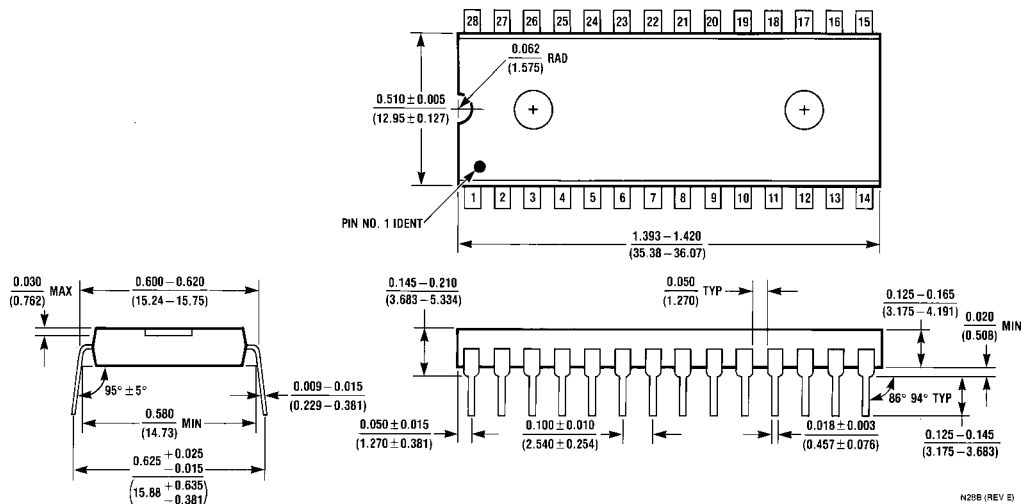 28 27 26 25 24 23 22 21 20 19 18 17 16 15
0.062
(1.575)
RAD
0.510 ± 0.005
(12.95 ± 0.127)
PIN NO. 1 IDENT
1 2 3 4 5 6 7 8 9 10 11 12 13 14
1.393 – 1.420
(35.38 – 36.07)
0.030
(0.762)
MAX
0.600 – 0.620
(15.24 – 15.75)
95° ± 5°
0.580
(14.73)
MIN
0.009 – 0.015
(0.229 – 0.381)
0.625 +0.025
−0.015
(15.88 +0.635
−0.381)
0.145 – 0.210
(3.683 – 5.334)
0.050
(1.270)
TYP
0.125 – 0.165
(3.175 – 4.191)
0.020
(0.508)
MIN
0.050 ± 0.015
(1.270 ± 0.381)
0.100 ± 0.010
(2.540 ± 0.254)
0.018 ± 0.003
(0.457 ± 0.076)
86° 94° TYP
0.125 – 0.145
(3.175 – 3.683)
N28B (REV E)